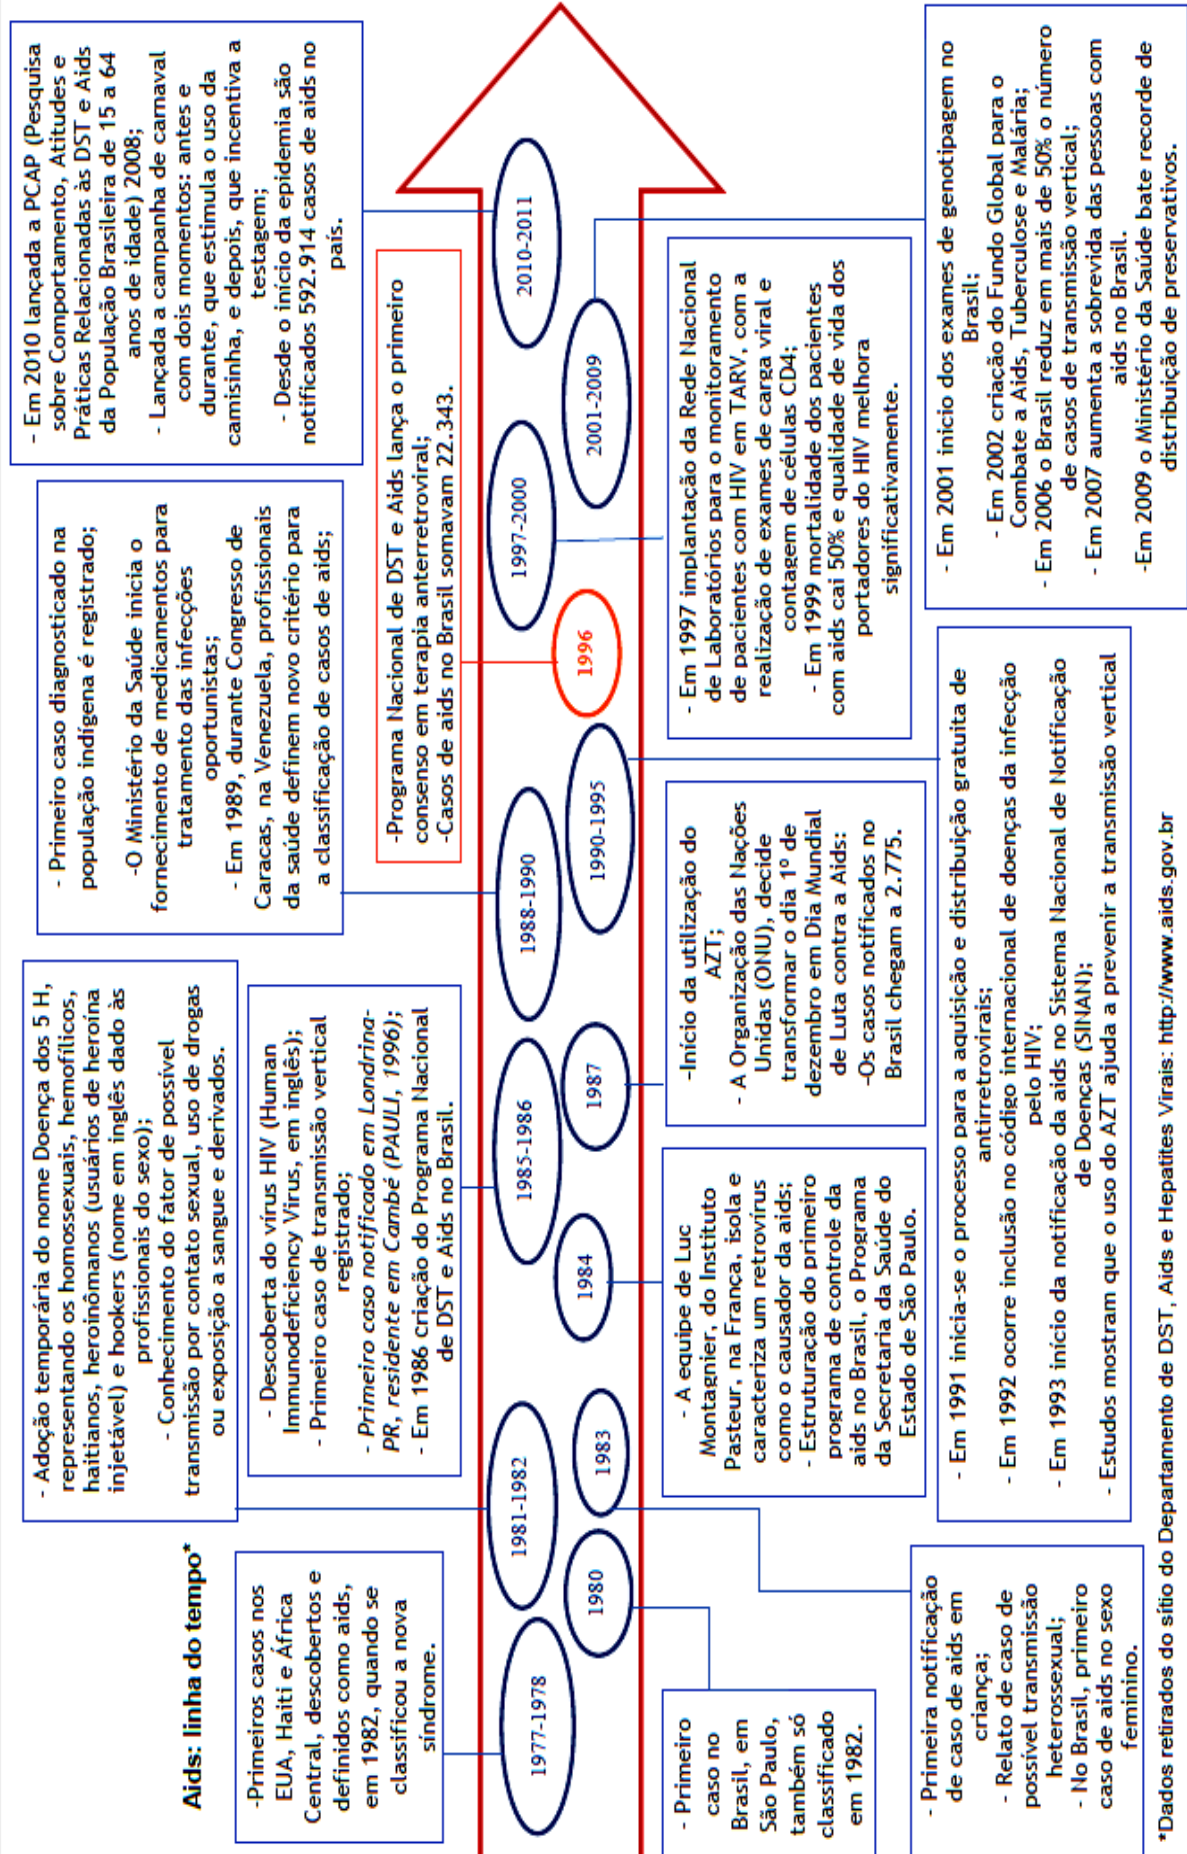 Aids: linha do tempo*
-Primeiros casos nos
EUA, Haiti e África
Central, descobertos e
definidos como aids,
em 1982, quando se
classificou a nova
síndrome.
- Adoção temporária do nome Doença dos 5 H,
representando os homossexuais, hemofílicos,
haitianos, heroinômanos (usuários de heroína
injetável) e hookers (nome em inglês dado às
profissionais do sexo);
- Conhecimento do fator de possível
transmissão por contato sexual, uso de drogas
ou exposição a sangue e derivados.
- Descoberta do vírus HIV (Human
Immunodeficiency Virus, em inglês);
- Primeiro caso de transmissão vertical
registrado;
- Primeiro caso notificado em Londrina-
PR, residente em Cambé (PAULI, 1996);
- Em 1986 criação do Programa Nacional
de DST e Aids no Brasil.
- Primeiro caso diagnosticado na
população indígena é registrado;
-O Ministério da Saúde inicia o
fornecimento de medicamentos para
tratamento das infecções
oportunistas;
- Em 1989, durante Congresso de
Caracas, na Venezuela, profissionais
da saúde definem novo critério para
a classificação de casos de aids;
-Programa Nacional de DST e Aids lança o primeiro
consenso em terapia anterretroviral;
-Casos de aids no Brasil somavam 22.343.
- Em 2010 lançada a PCAP (Pesquisa
sobre Comportamento, Atitudes e
Práticas Relacionadas às DST e Aids
da População Brasileira de 15 a 64
anos de idade) 2008;
- Lançada a campanha de carnaval
com dois momentos: antes e
durante, que estimula o uso da
camisinha, e depois, que incentiva a
testagem;
- Desde o início da epidemia são
notificados 592.914 casos de aids no
país.
1977-1978
1980
1981-1982
1983
1984
1985-1986
1987
1988-1990
1990-1995
1996
1997-2000
2001-2009
2010-2011
- Primeiro
caso no
Brasil, em
São Paulo,
também só
classificado
em 1982.
- Primeira notificação
de caso de aids em
criança;
- Relato de caso de
possível transmissão
heterossexual;
- No Brasil, primeiro
caso de aids no sexo
feminino.
- A equipe de Luc
Montagnier, do Instituto
Pasteur, na França, isola e
caracteriza um retrovírus
como o causador da aids;
- Estruturação do primeiro
programa de controle da
aids no Brasil, o Programa
da Secretaria da Saúde do
Estado de São Paulo.
-Início da utilização do
AZT;
- A Organização das Nações
Unidas (ONU), decide
transformar o dia 1º de
dezembro em Dia Mundial
de Luta contra a Aids:
-Os casos notificados no
Brasil chegam a 2.775.
- Em 1991 inicia-se o processo para a aquisição e distribuição gratuita de
antirretrovirais;
- Em 1992 ocorre inclusão no código internacional de doenças da infecção
pelo HIV;
- Em 1993 início da notificação da aids no Sistema Nacional de Notificação
de Doenças (SINAN);
- Estudos mostram que o uso do AZT ajuda a prevenir a transmissão vertical
- Em 1997 implantação da Rede Nacional
de Laboratórios para o monitoramento
de pacientes com HIV em TARV, com a
realização de exames de carga viral e
contagem de células CD4;
- Em 1999 mortalidade dos pacientes
com aids cai 50% e qualidade de vida dos
portadores do HIV melhora
significativamente.
- Em 2001 inicio dos exames de genotipagem no
Brasil;
- Em 2002 criação do Fundo Global para o
Combate a Aids, Tuberculose e Malária;
- Em 2006 o Brasil reduz em mais de 50% o número
de casos de transmissão vertical;
- Em 2007 aumenta a sobrevida das pessoas com
aids no Brasil.
-Em 2009 o Ministério da Saúde bate recorde de
distribuição de preservativos.
*Dados retirados do sítio do Departamento de DST, Aids e Hepatites Virais: http://www.aids.gov.br